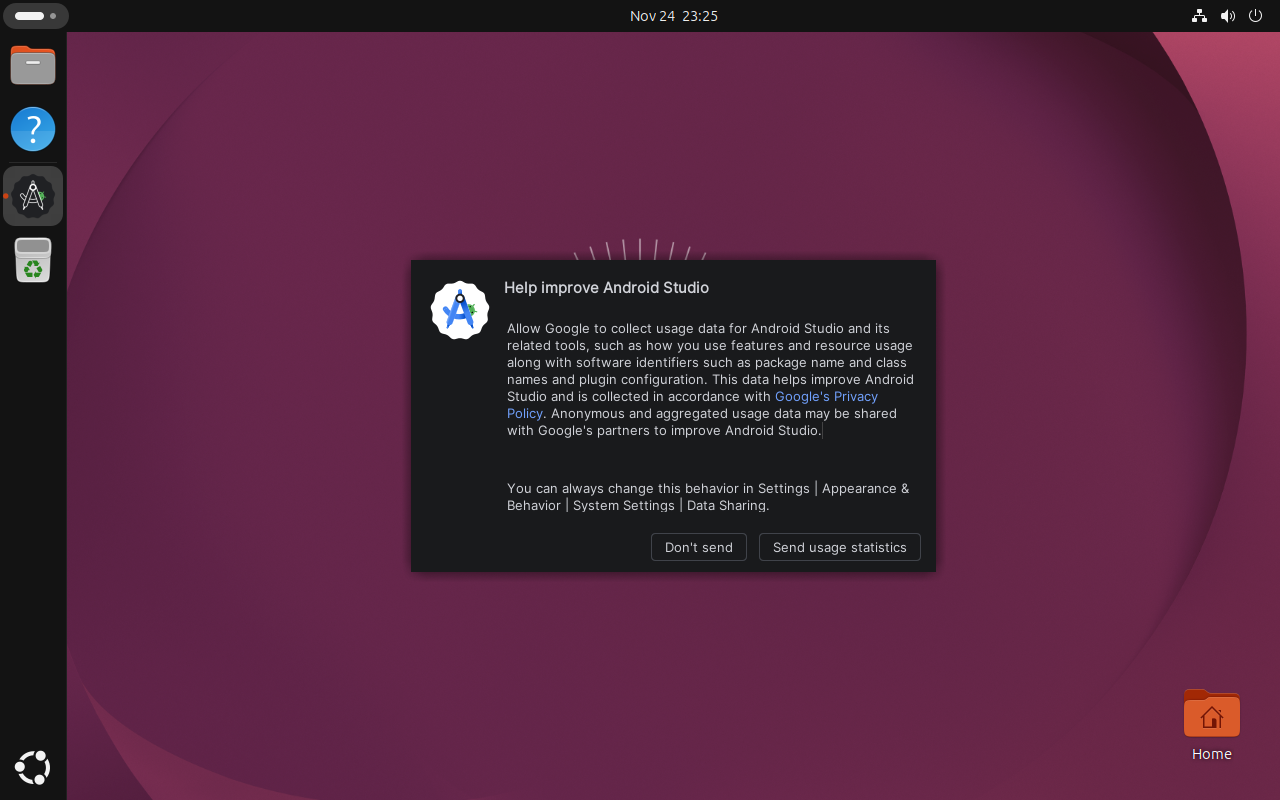 Nov 24 23:25
Help improve Android Studio
Allow Google to collect usage data for Android Studio and its
related tools, such as how you use features and resource usage
along with software identifiers such as package name and class
names and plugin configuration. This data helps improve Android
Studio and is collected in accordance with Google's Privacy
Policy. Anonymous and aggregated usage data may be shared
with Google's partners to improve Android Studio.
You can always change this behavior in Settings | Appearance &
Behavior | System Settings | Data Sharing.
Don't send
Send usage statistics
Home